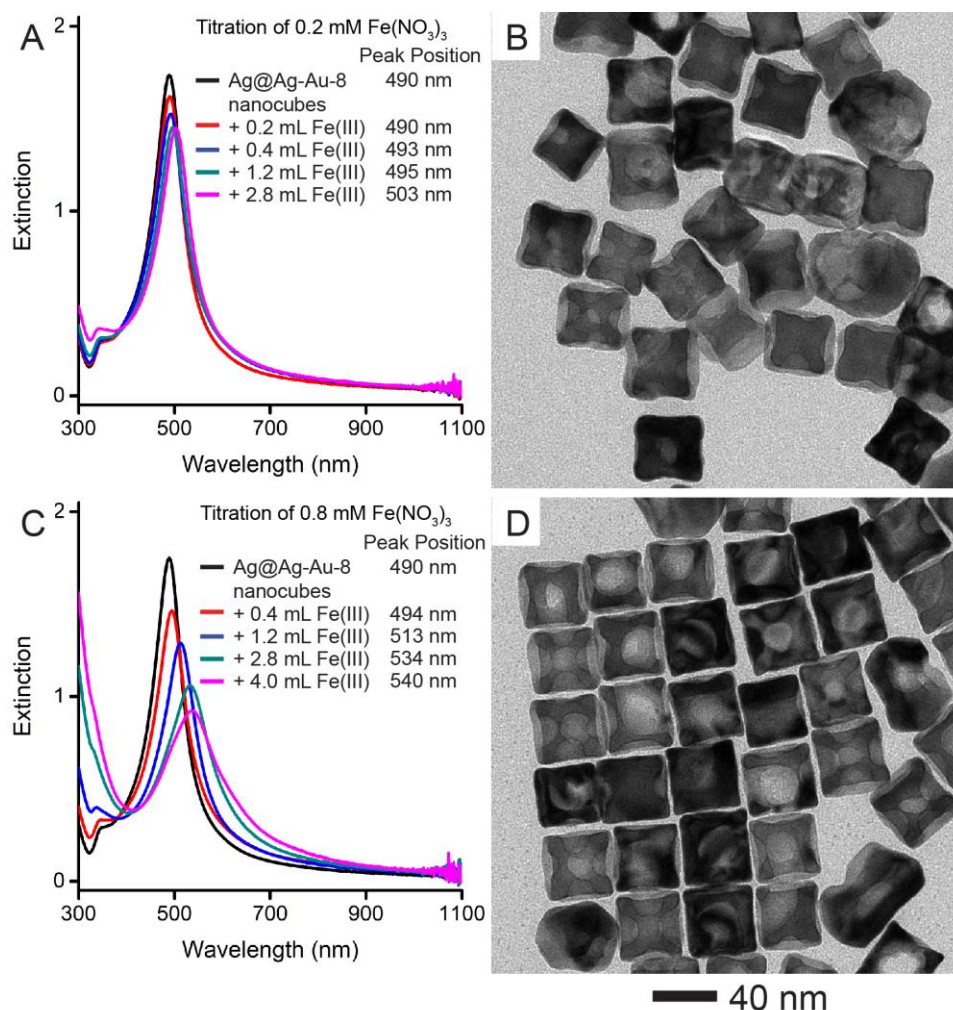 A
Titration of 0.2 mM Fe(NO3)3
Peak Position
Ag@Ag-Au-8 490 nm
nanocubes
+ 0.2 mL Fe(III) 490 nm
+ 0.4 mL Fe(III) 493 nm
+ 1.2 mL Fe(III) 495 nm
+ 2.8 mL Fe(III) 503 nm
2
1
0
Extinction
300 500 700 900 1100
Wavelength (nm)
B
C
Titration of 0.8 mM Fe(NO3)3
Peak Position
Ag@Ag-Au-8 490 nm
nanocubes
+ 0.4 mL Fe(III) 494 nm
+ 1.2 mL Fe(III) 513 nm
+ 2.8 mL Fe(III) 534 nm
+ 4.0 mL Fe(III) 540 nm
2
1
0
Extinction
300 500 700 900 1100
Wavelength (nm)
D
40 nm